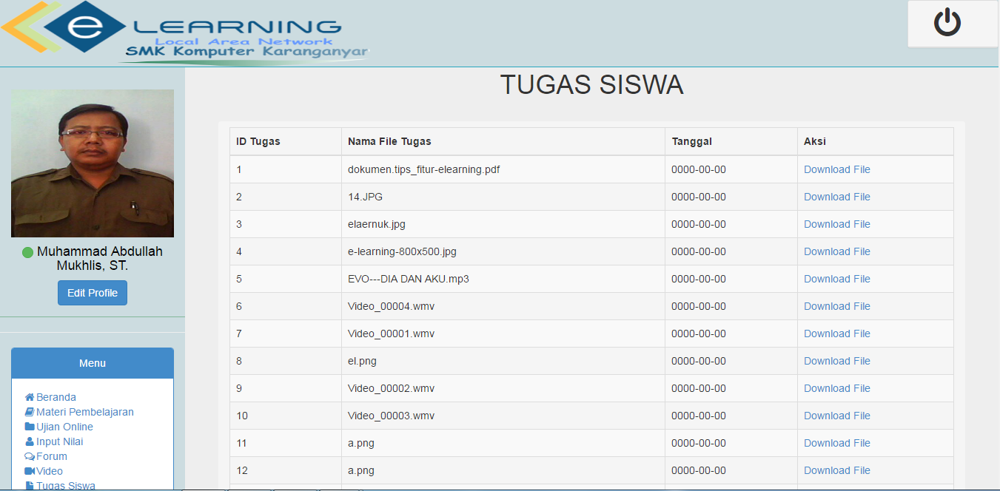 e LEARNING
Local Area Network
SMK Komputer Karanganyar
TUGAS SISWA
Muhammad Abdullah
Mukhlis, ST.
Edit Profile
Menu
Beranda
Materi Pembelajaran
Ujian Online
Input Nilai
Forum
Video
Tugas Siswa
ID Tugas Nama File Tugas Tanggal Aksi
1 dokumen.tips_fitur-elearning.pdf 0000-00-00 Download File
2 14.JPG 0000-00-00 Download File
3 elaernuk.jpg 0000-00-00 Download File
4 e-learning-800x500.jpg 0000-00-00 Download File
5 EVO---DIA DAN AKU.mp3 0000-00-00 Download File
6 Video_00004.wmv 0000-00-00 Download File
7 Video_00001.wmv 0000-00-00 Download File
8 el.png 0000-00-00 Download File
9 Video_00002.wmv 0000-00-00 Download File
10 Video_00003.wmv 0000-00-00 Download File
11 a.png 0000-00-00 Download File
12 a.png 0000-00-00 Download File